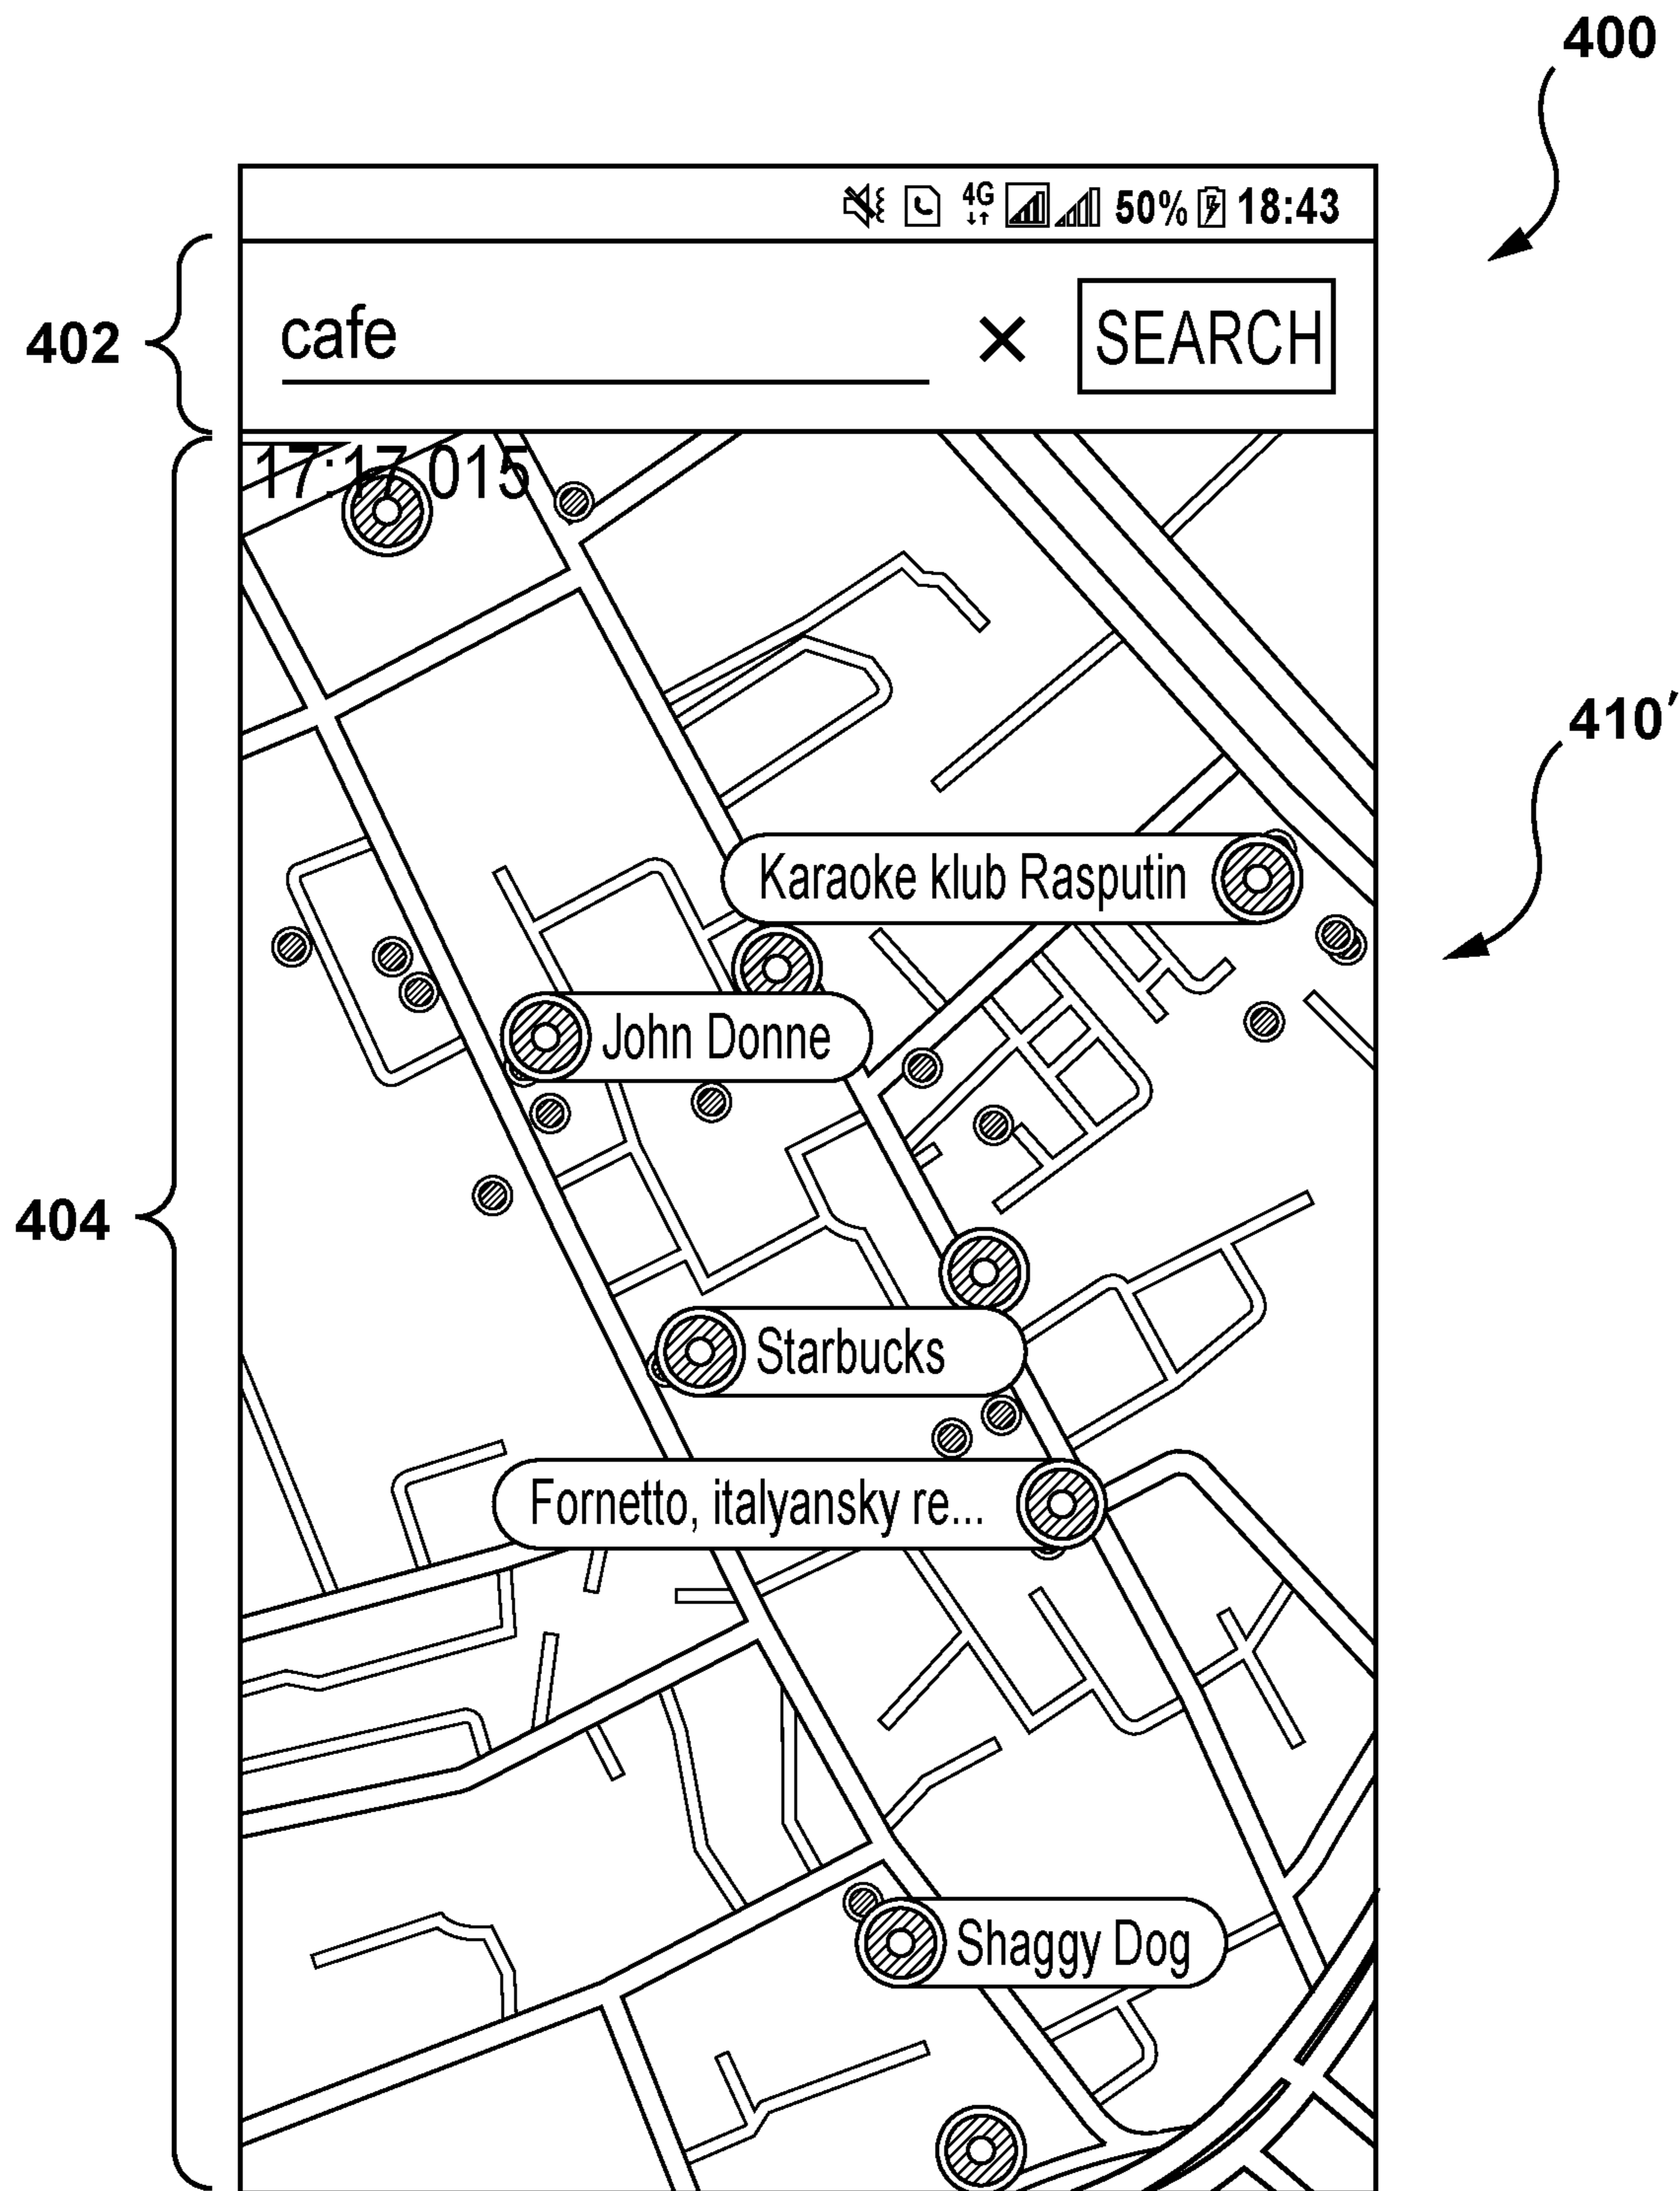 400
4G 50% 18:43
402
cafe × SEARCH
17:17 015
410′
Karaoke klub Rasputin
John Donne
404
Starbucks
Fornetto, italyansky re...
Shaggy Dog